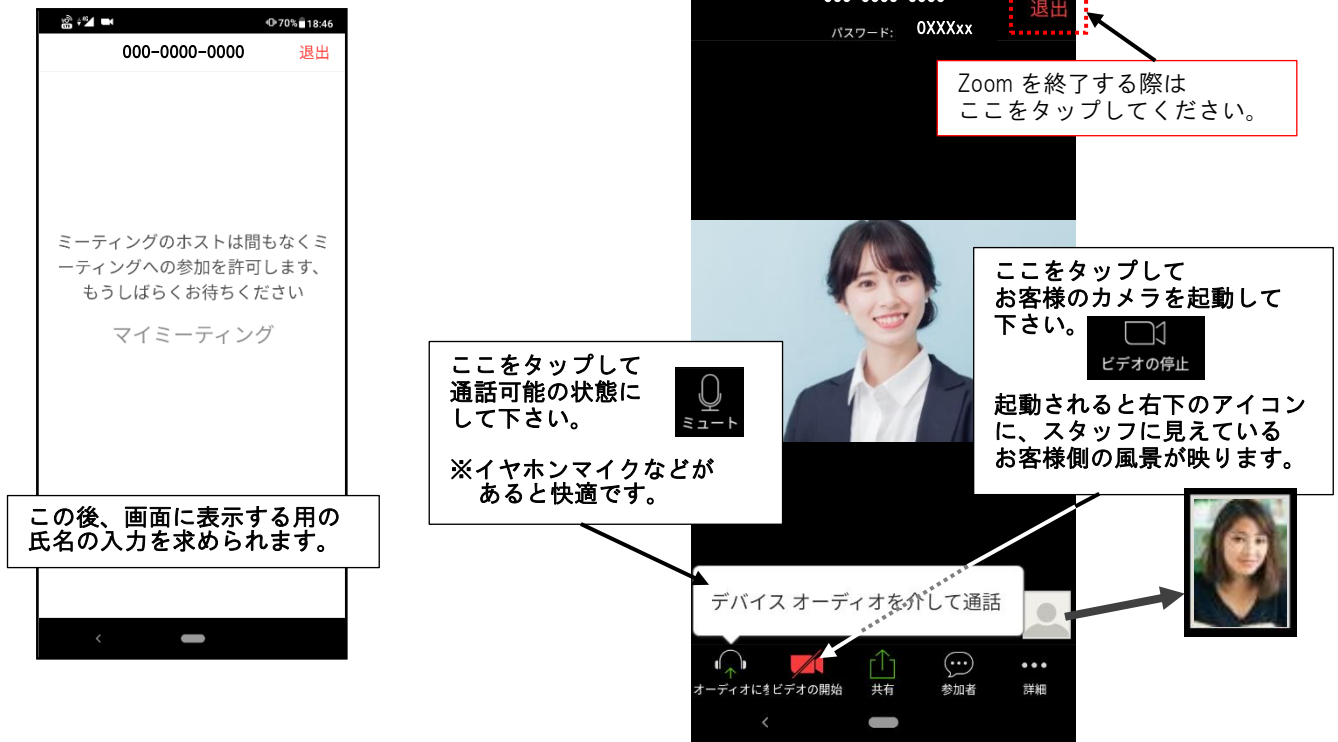 70% 18:46
000-0000-0000
退出
ミーティングのホストは間もなくミ
ーティングへの参加を許可します、
もうしばらくお待ちください
マイミーティング
この後、画面に表示する用の
氏名の入力を求められます。
退出
パスワード: 0XXXxx
Zoom を終了する際は
ここをタップしてください。
ここをタップして
お客様のカメラを起動して
下さい。
ビデオの停止
起動されると右下のアイコン
に、スタッフに見えている
お客様側の風景が映ります。
ここをタップして
通話可能の状態に
して下さい。
ミュート
※イヤホンマイクなどが
あると快適です。
デバイス オーディオを介して通話
オーディオに
ビデオの開始
共有
参加者
詳細